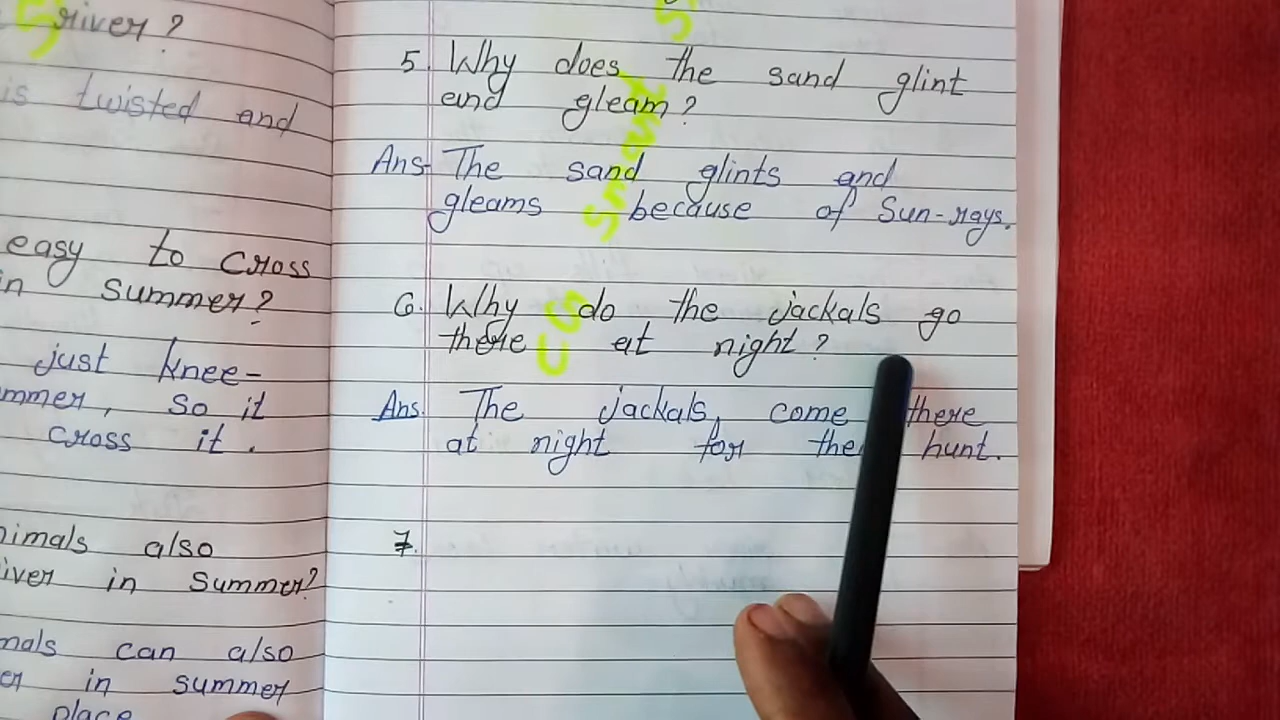 river?
is twisted and
easy to cross
in summer?
just knee-
mmer, so it
cross it.
nimals also
iver in summer?
mals can also
er in summer
place
5. Why does the sand glint
and gleam?
Ans- The sand glints and
gleams because of Sun-rays.
6. Why do the jackals go
there at night?
Ans. The jackals, come there
at night for the hunt.
7.